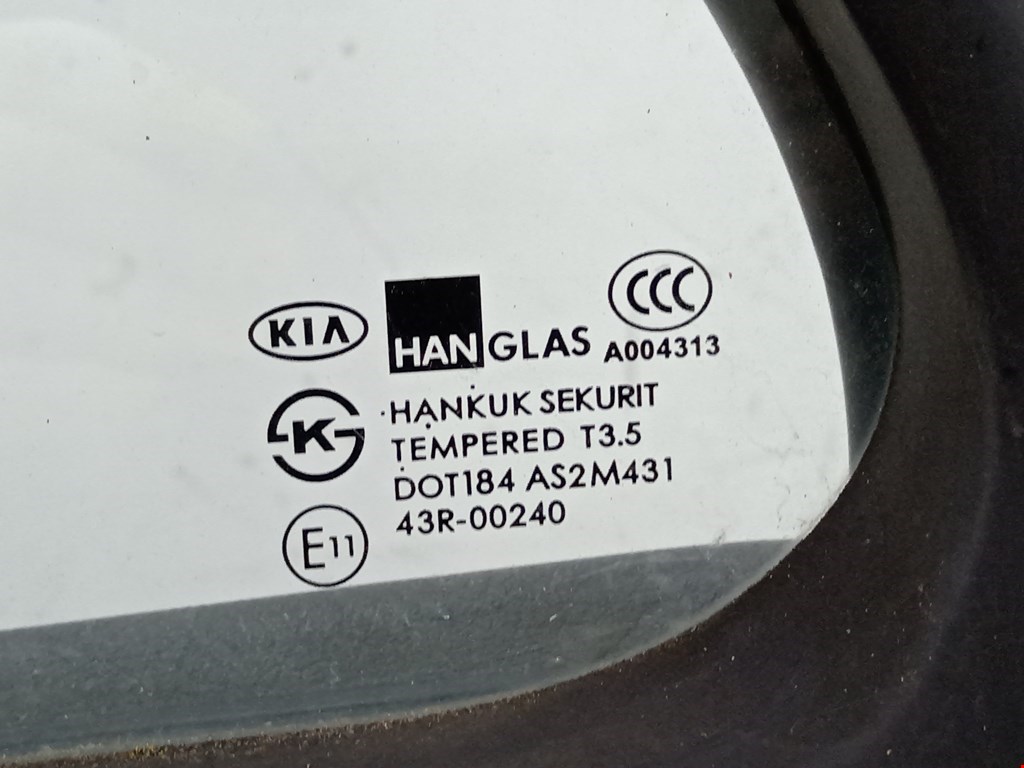 KIA
HANGLAS
CCC
A004313
K
HANKUK SEKURIT
TEMPERED T3.5
DOT184 AS2M431
43R-00240
E11